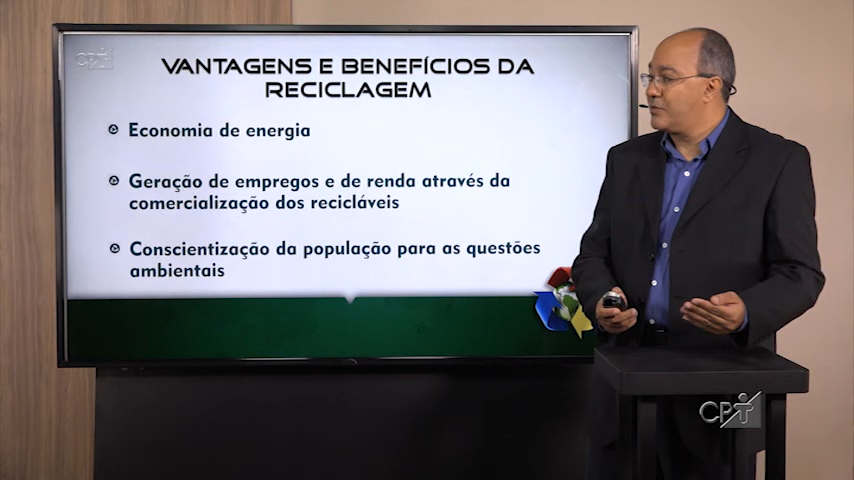 CPT
VANTAGENS E BENEFÍCIOS DA
RECICLAGEM
Economia de energia
Geração de empregos e de renda através da
comercialização dos recicláveis
Conscientização da população para as questões
ambientais
CPT